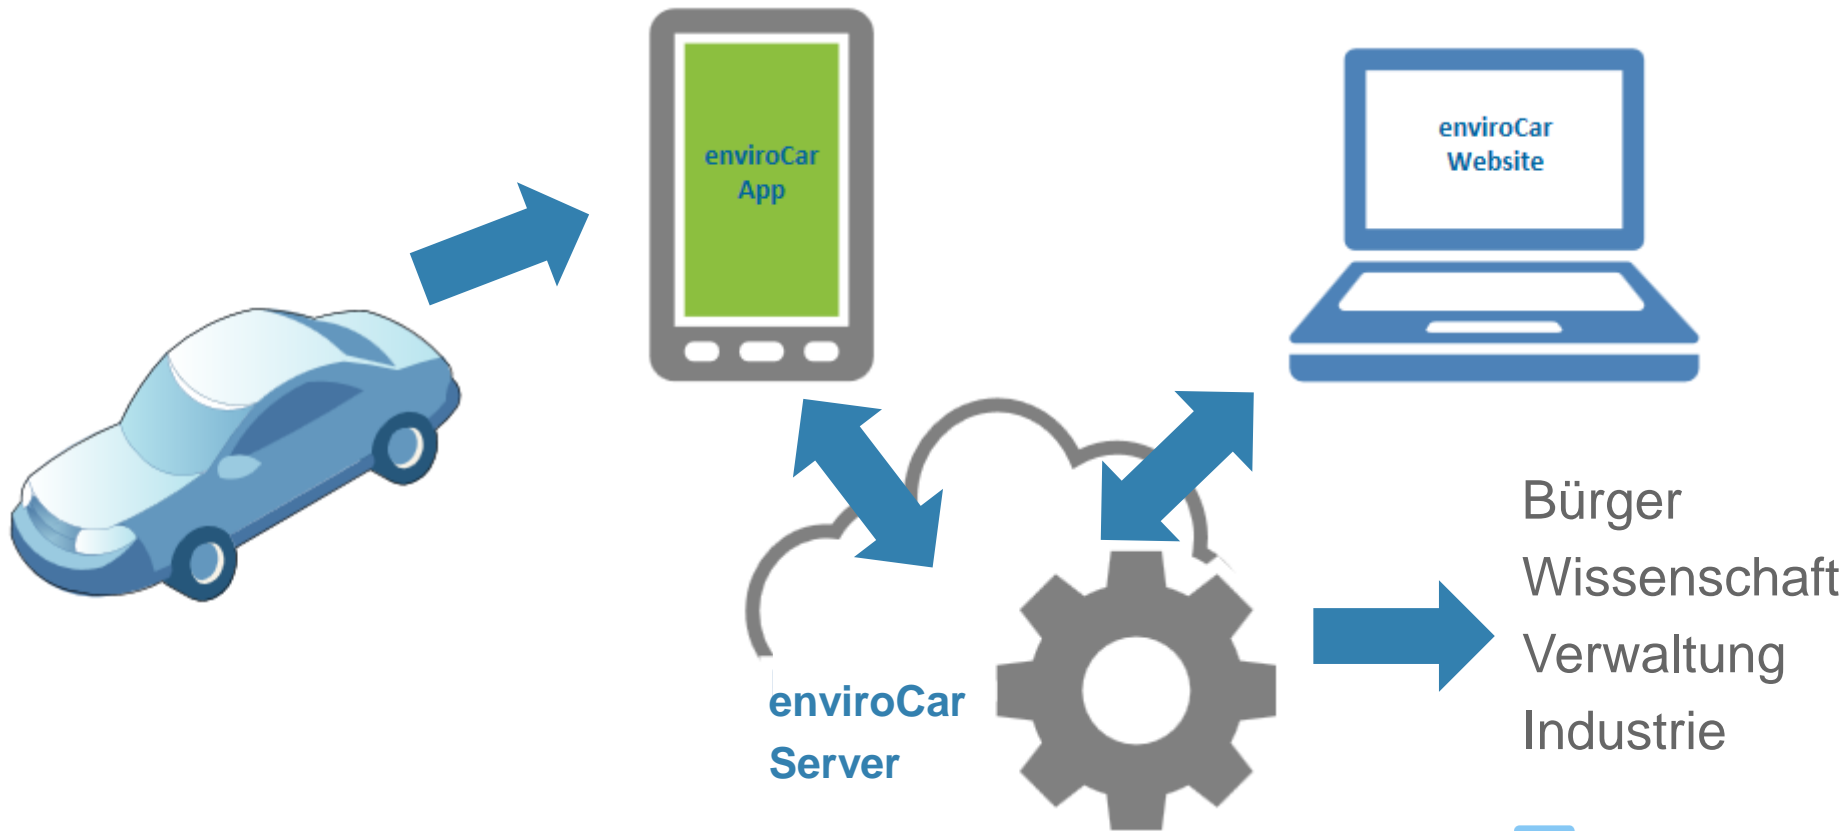 enviroCar
App
enviroCar
Website
enviroCar
Server
Bürger
Wissenschaft
Verwaltung
Industrie